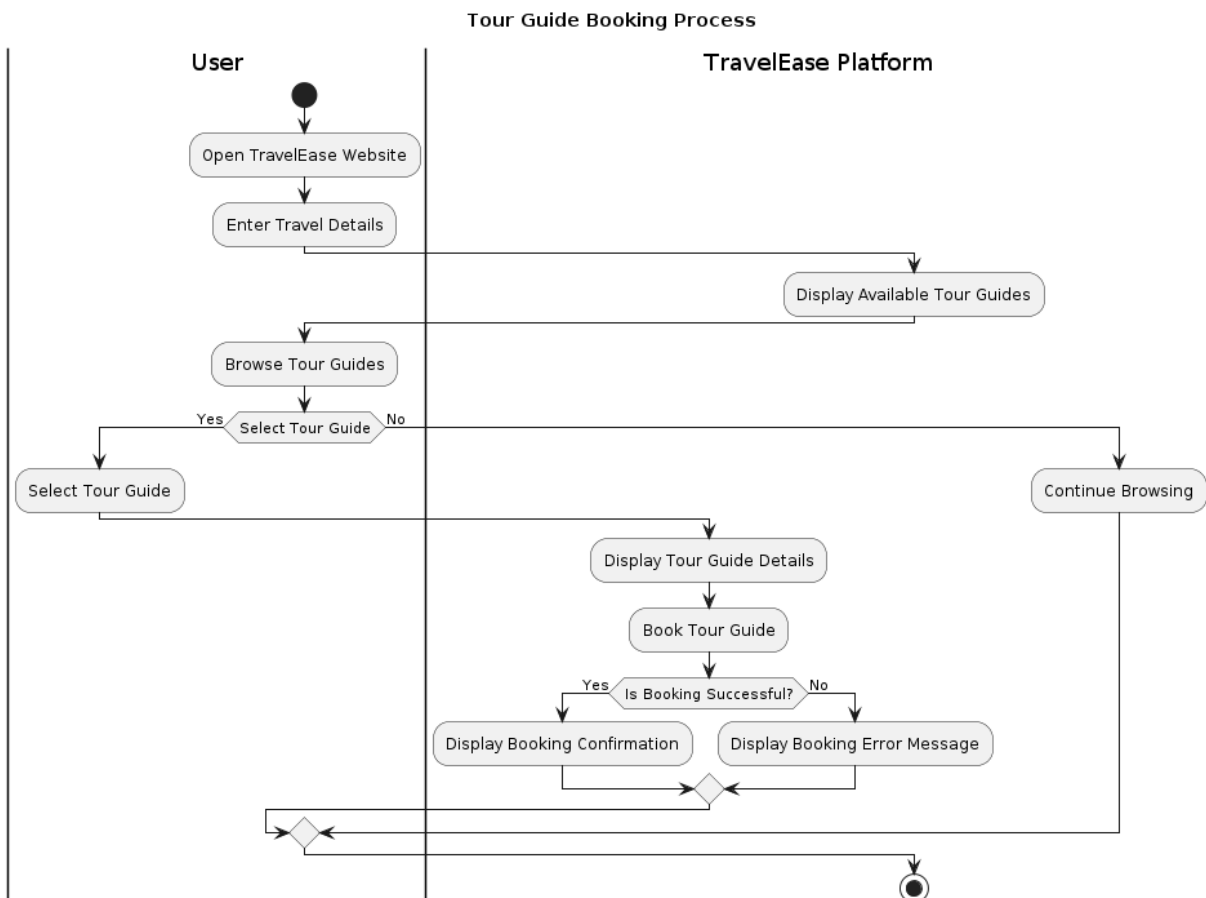 Tour Guide Booking Process
User
TravelEase Platform
Open TravelEase Website
Enter Travel Details
Display Available Tour Guides
Browse Tour Guides
Yes
Select Tour Guide
No
Select Tour Guide
Continue Browsing
Display Tour Guide Details
Book Tour Guide
Yes
Is Booking Successful?
No
Display Booking Confirmation
Display Booking Error Message